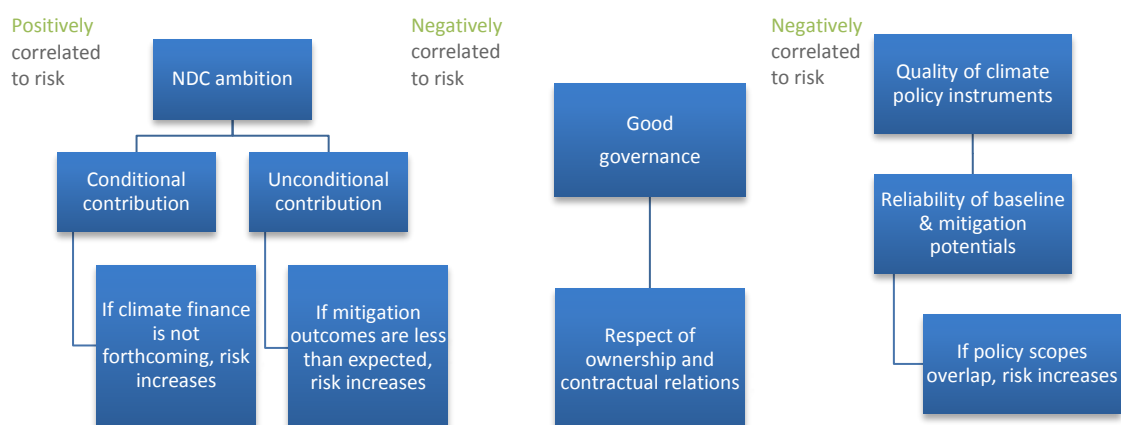 Positively
correlated
to risk
NDC ambition
Conditional
contribution
Unconditional
contribution
If climate finance
is not
forthcoming, risk
increases
If mitigation
outcomes are less
than expected,
risk increases
Negatively
correlated
to risk
Good
governance
Respect of
ownership and
contractual relations
Negatively
correlated
to risk
Quality of climate
policy instruments
Reliability of baseline
& mitigation
potentials
If policy scopes
overlap, risk increases